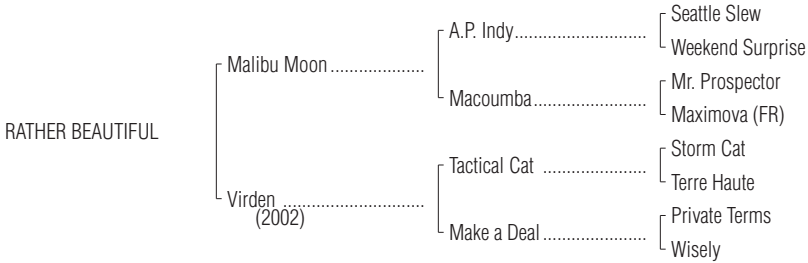 Seattle Slew
A.P. Indy
Weekend Surprise
Malibu Moon
Mr. Prospector
Macoumba
Maximova (FR)
RATHER BEAUTIFUL
Storm Cat
Tactical Cat
Terre Haute
Virden
(2002)
Private Terms
Make a Deal
Wisely